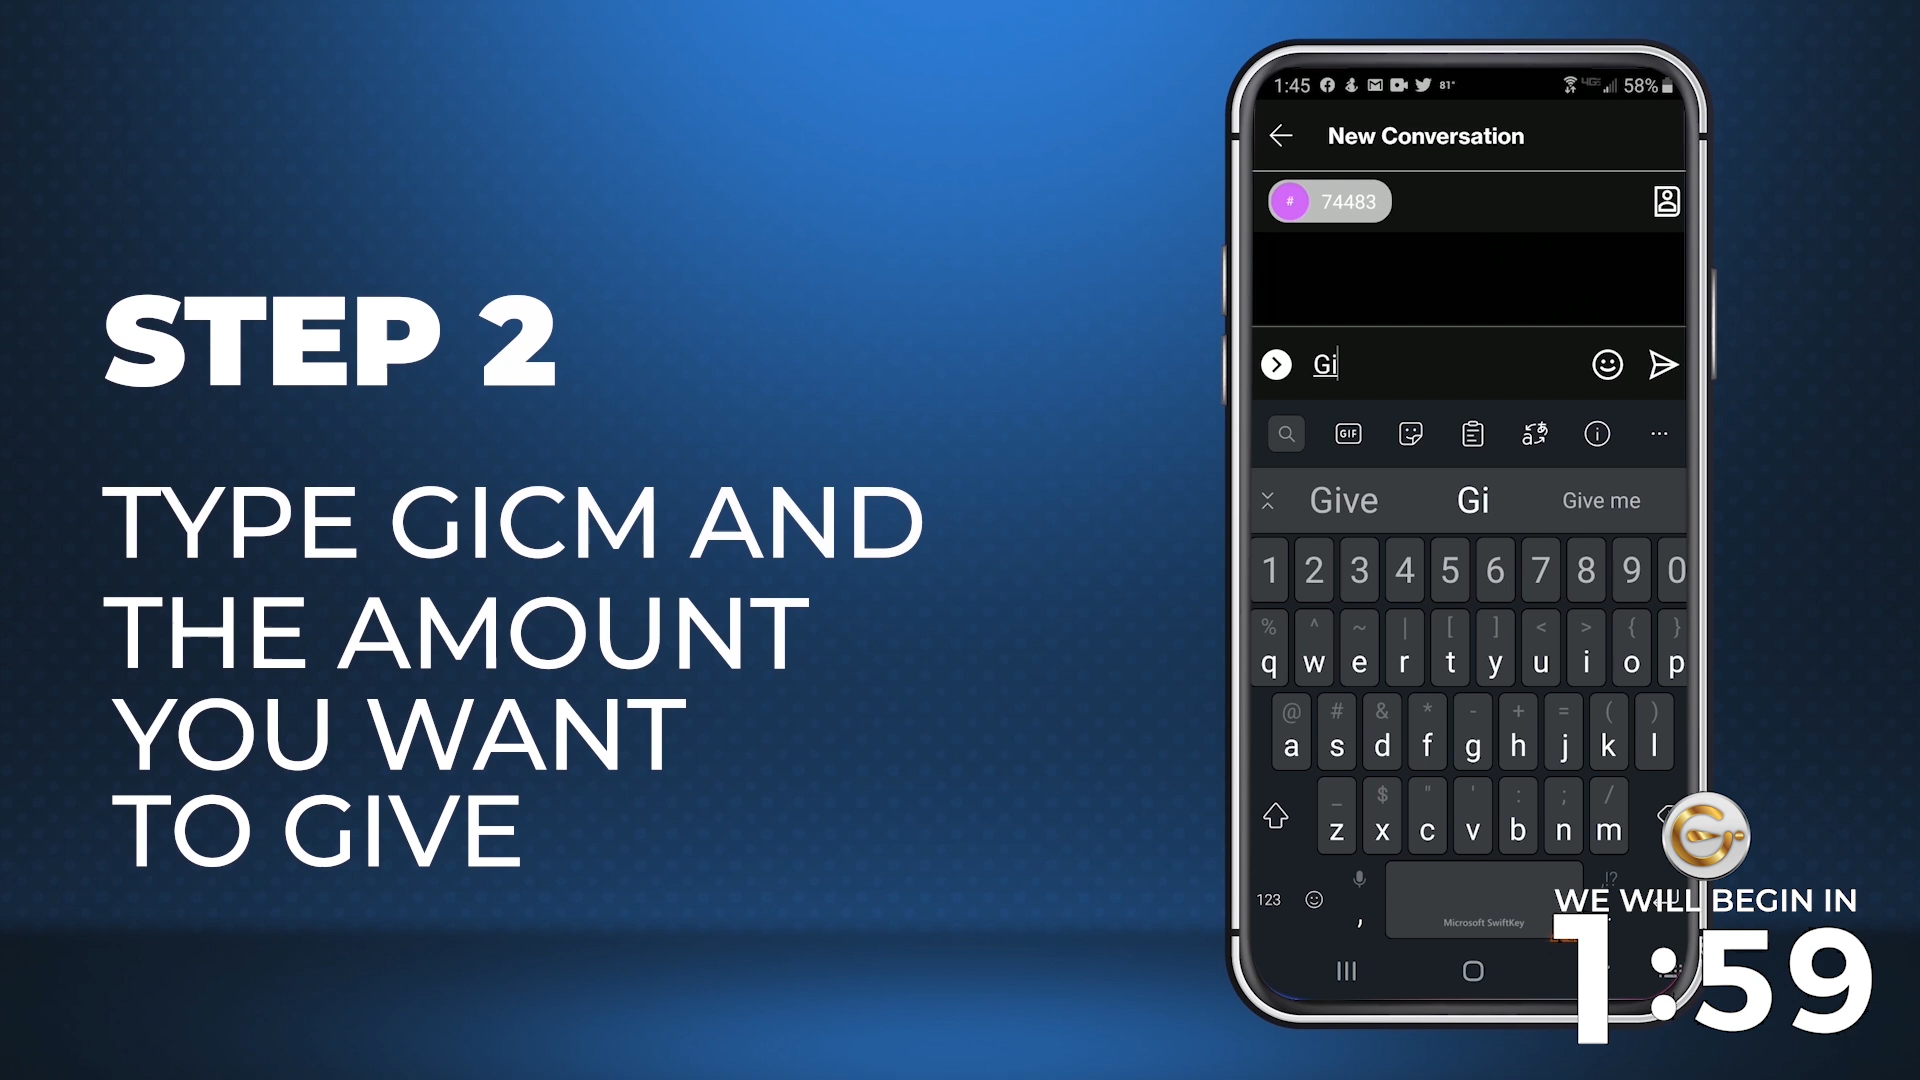 STEP 2
TYPE GICM AND
THE AMOUNT
YOU WANT
TO GIVE
1:45 81° 4G 58%
New Conversation
# 74483
Gi
GIF
Give Gi Give me
1 2 3 4 5 6 7 8 9 0
% ^ ~ | [ ] < > { }
q w e r t y u i o p
@ # & * - + = ( )
a s d f g h j k l
_ $ " ' : ; /
z x c v b n m
123 , Microsoft SwiftKey !?
WE WILL BEGIN IN
1:59